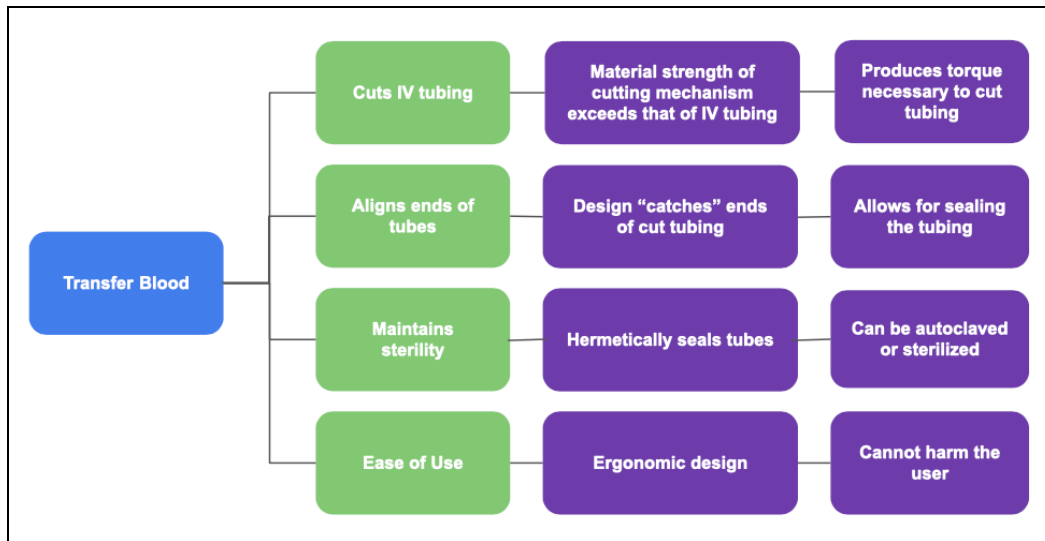 Cuts IV tubing
Material strength of
cutting mechanism
exceeds that of IV tubing
Produces torque
necessary to cut
tubing
Aligns ends of
tubes
Design “catches” ends
of cut tubing
Allows for sealing
the tubing
Transfer Blood
Maintains
sterility
Hermetically seals tubes
Can be autoclaved
or sterilized
Ease of Use
Ergonomic design
Cannot harm the
user